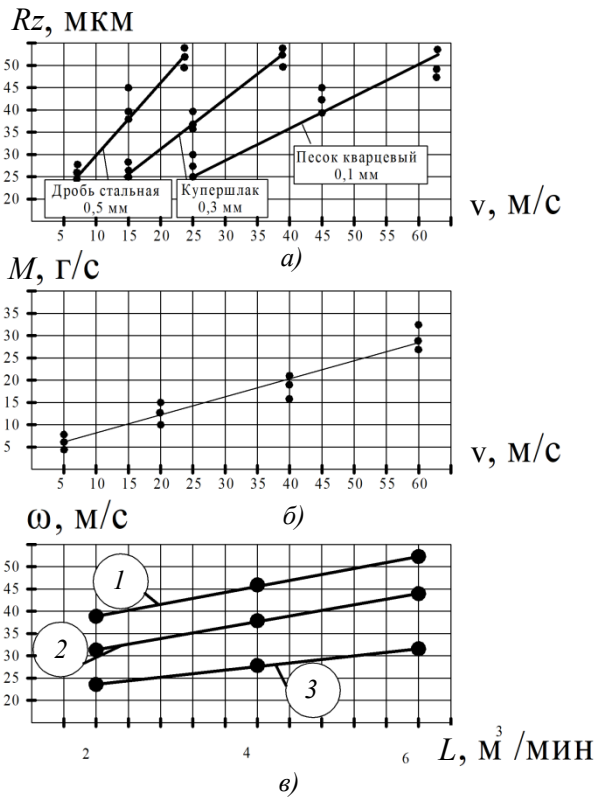 Rz, мкм
50
45
40
35
30
25
20
Дробь стальная
0,5 мм
Купершлак
0,3 мм
Песок кварцевый
0,1 мм
5 10 15 20 25 30 35 40 45 50 55 60
v, м/с
а)
М, г/с
35
30
25
20
15
10
5
5 10 15 20 25 30 35 40 45 50 55 60
v, м/с
б)
ω, м/с
50
45
40
35
30
25
20
1
2
3
2 4 6
L, м³/мин
в)